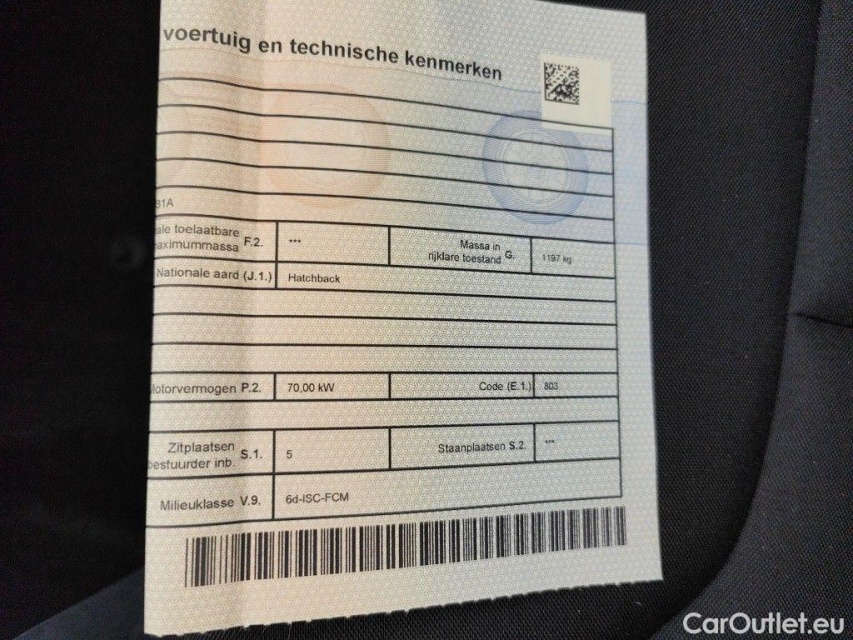 voertuig en technische kenmerken
31A
ale toelaatbare
aximummassa F.2. *** Massa in
rijklare toestand G. 1197 kg
Nationale aard (J.1.) Hatchback
otorvermogen P.2. 70,00 kW Code (E.1.) 803
Zitplaatsen
estuurder inb. S.1. 5 Staanplaatsen S.2. ***
Milieuklasse V.9. 6d-ISC-FCM
CarOutlet.eu